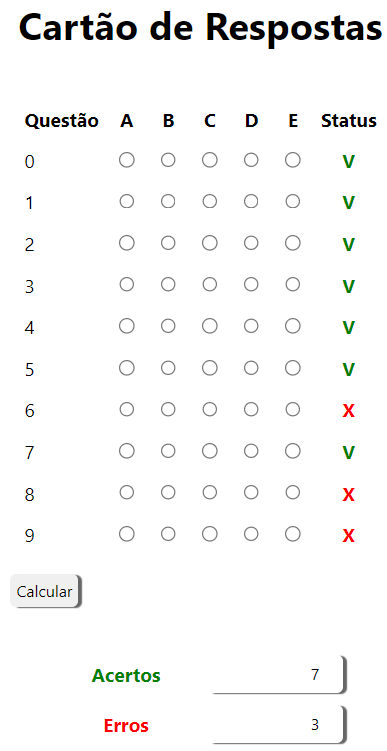 Cartão de Respostas
Questão A B C D E Status
0 V
1 V
2 V
3 V
4 V
5 V
6 X
7 V
8 X
9 X
Calcular
Acertos 7
Erros 3